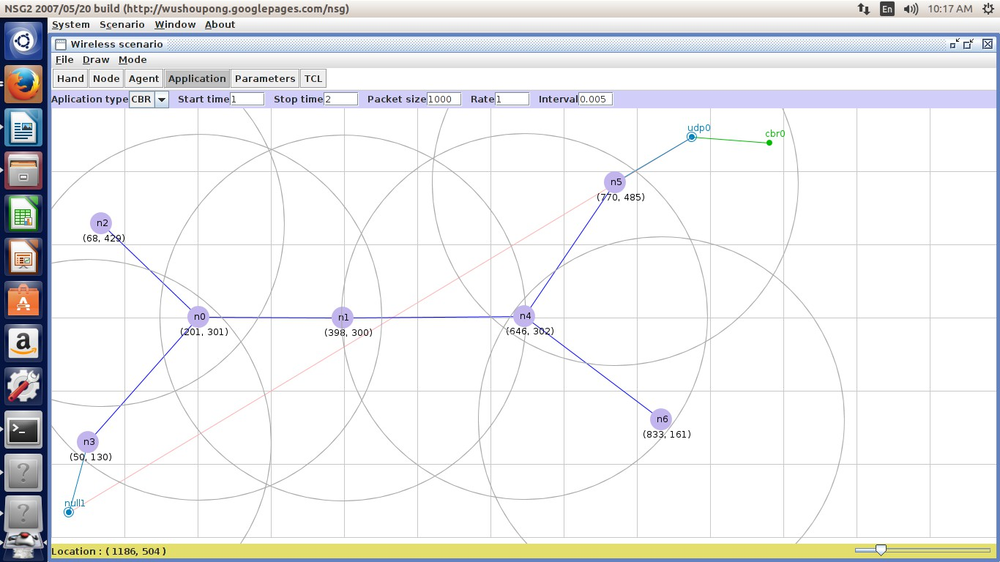 NSG2 2007/05/20 build (http://wushoupong.googlepages.com/nsg) En 10:17 AM
System Scenario Window About
Wireless scenario
File Draw Mode
Hand Node Agent Application Parameters TCL
Aplication type CBR Start time 1 Stop time 2 Packet size 1000 Rate 1 Interval 0.005
udp0
cbr0
n5
(770, 485)
n2
(68, 429)
n0
(201, 301)
n1
(398, 300)
n4
(646, 302)
n6
(833, 161)
n3
(50, 130)
null1
Location : ( 1186, 504 )